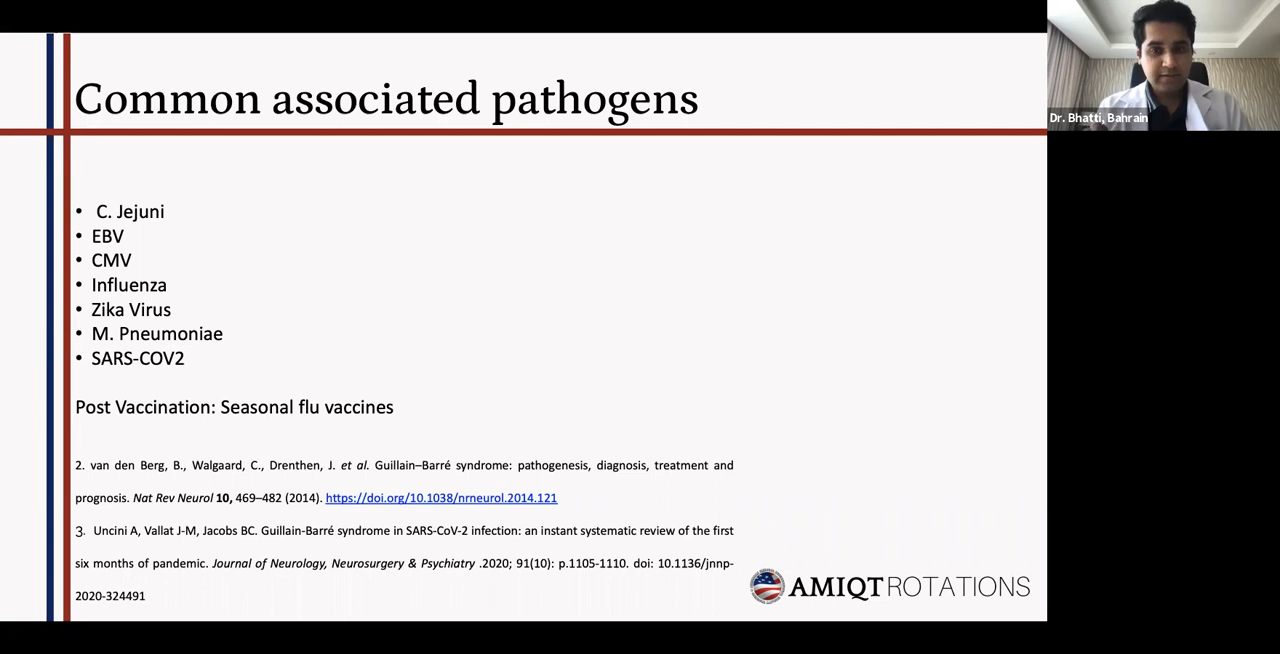 Common associated pathogens
Dr. Bhatti, Bahrain
• C. Jejuni
• EBV
• CMV
• Influenza
• Zika Virus
• M. Pneumoniae
• SARS-COV2
Post Vaccination: Seasonal flu vaccines
2. van den Berg, B., Walgaard, C., Drenthen, J. et al. Guillain–Barré syndrome: pathogenesis, diagnosis, treatment and
prognosis. Nat Rev Neurol 10, 469–482 (2014). https://doi.org/10.1038/nrneurol.2014.121
3. Uncini A, Vallat J-M, Jacobs BC. Guillain-Barré syndrome in SARS-CoV-2 infection: an instant systematic review of the first
six months of pandemic. Journal of Neurology, Neurosurgery & Psychiatry .2020; 91(10): p.1105-1110. doi: 10.1136/jnnp-
2020-324491
AMIQT ROTATIONS